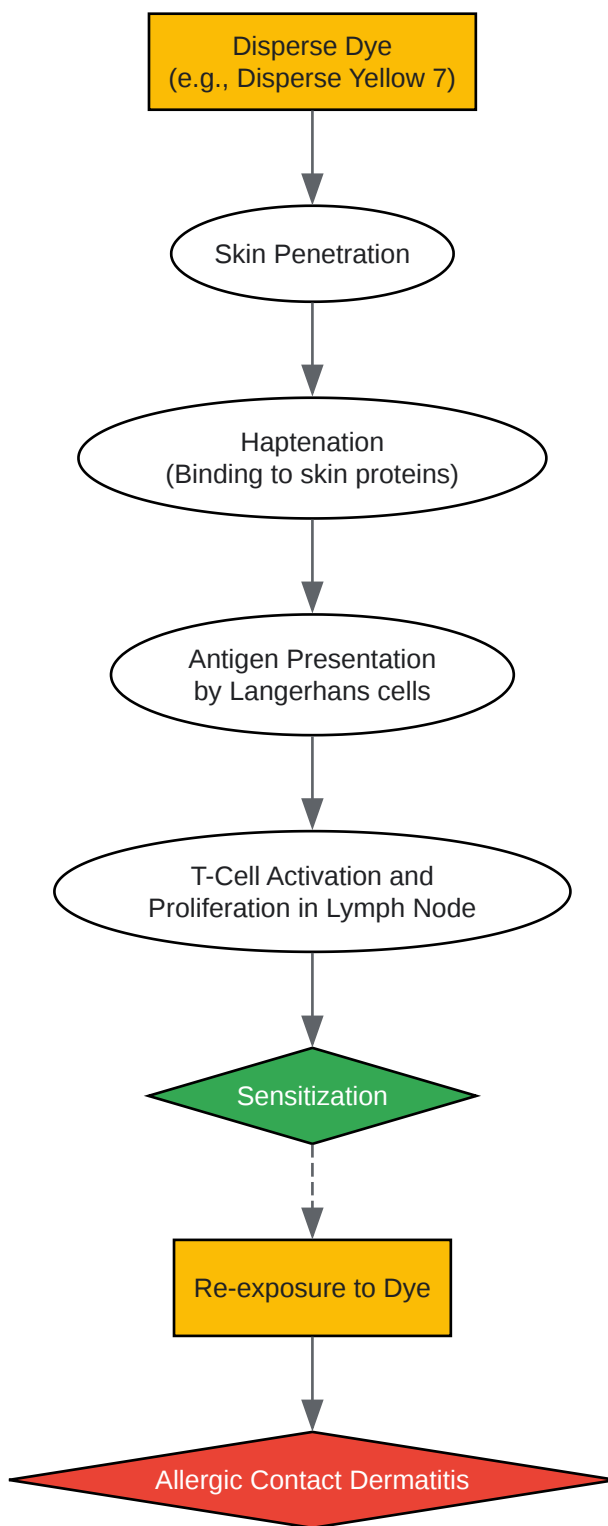 Disperse Dye
(e.g., Disperse Yellow 7)
Skin Penetration
Haptenation
(Binding to skin proteins)
Antigen Presentation
by Langerhans cells
T-Cell Activation and
Proliferation in Lymph Node
Sensitization
Re-exposure to Dye
Allergic Contact Dermatitis